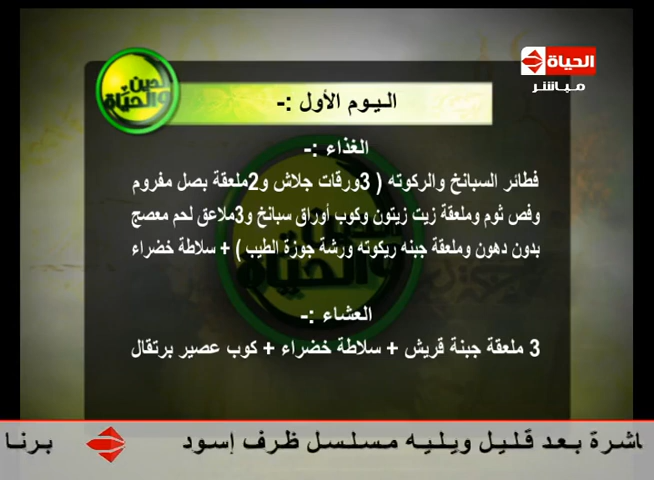 الدين والحياة
الحياة
مباشر
اليوم الأول :-
الغذاء :-
فطائر السبانخ والركوته ( 3ورقات جلاش و2ملعقة بصل مفروم
وفص ثوم وملعقة زيت زيتون وكوب أوراق سبانخ و3ملاعق لحم معصج
بدون دهون وملعقة جبنه ريكوته ورشة جوزة الطيب ) + سلاطة خضراء
العشاء :-
3 ملعقة جبنة قريش + سلاطة خضراء + كوب عصير برتقال
اشرة بعد قليل ويليه مسلسل ظرف إسود
برنا